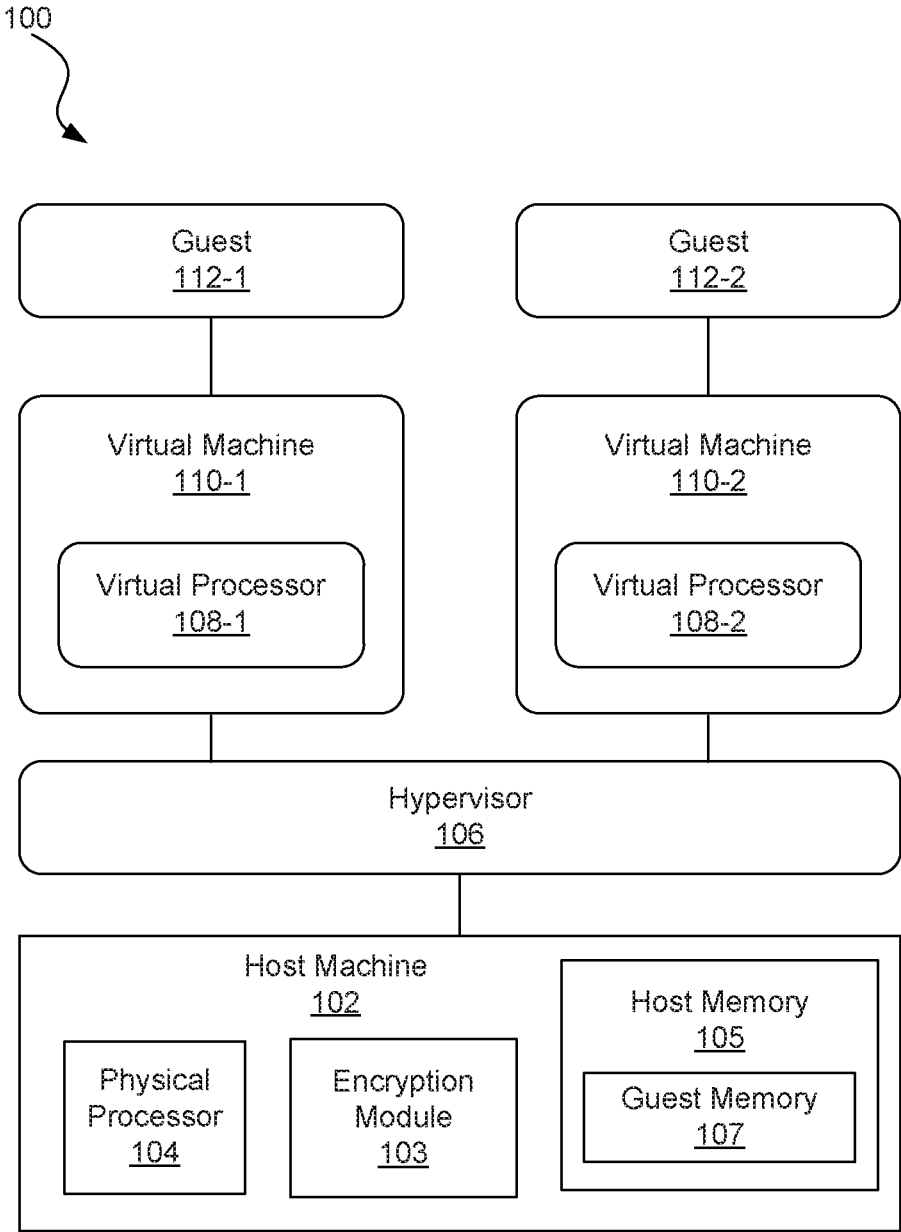 100
Guest
112-1
Guest
112-2
Virtual Machine
110-1
Virtual Processor
108-1
Virtual Machine
110-2
Virtual Processor
108-2
Hypervisor
106
Host Machine
102
Physical
Processor
104
Encryption
Module
103
Host Memory
105
Guest Memory
107